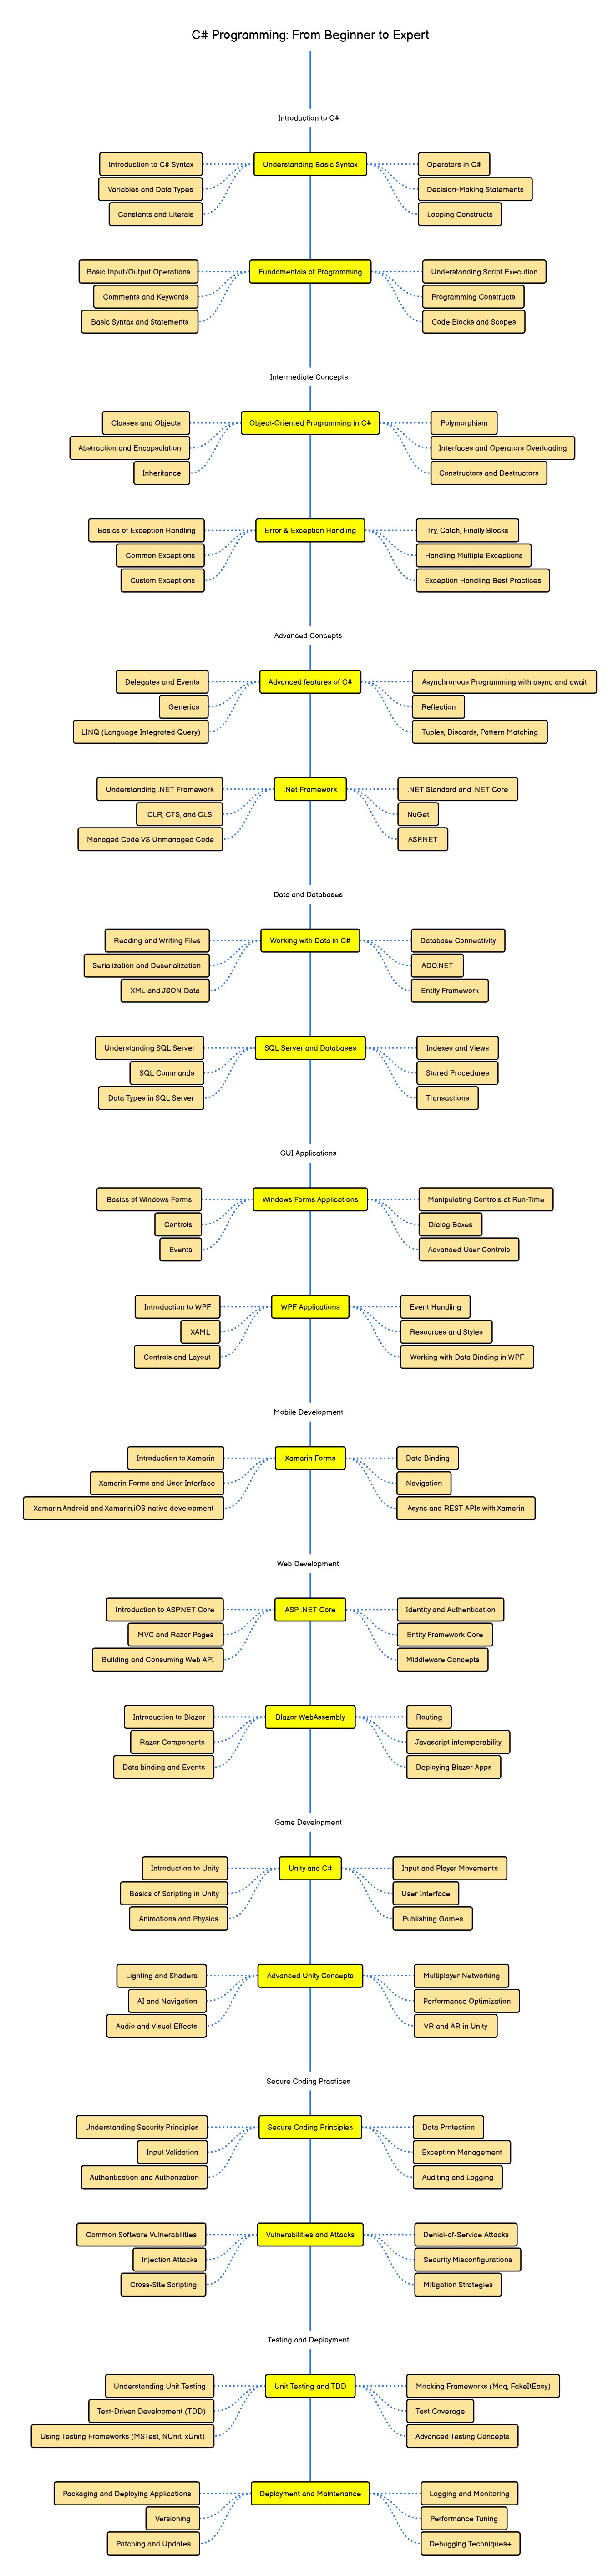 C# Programming: From Beginner to Expert
Introduction to C#
Introduction to C# Syntax
Variables and Data Types
Constants and Literals
Understanding Basic Syntax
Operators in C#
Decision-Making Statements
Looping Constructs
Basic Input/Output Operations
Comments and Keywords
Basic Syntax and Statements
Fundamentals of Programming
Understanding Script Execution
Programming Constructs
Code Blocks and Scopes
Intermediate Concepts
Classes and Objects
Abstraction and Encapsulation
Inheritance
Object-Oriented Programming in C#
Polymorphism
Interfaces and Operators Overloading
Constructors and Destructors
Basics of Exception Handling
Common Exceptions
Custom Exceptions
Error & Exception Handling
Try, Catch, Finally Blocks
Handling Multiple Exceptions
Exception Handling Best Practices
Advanced Concepts
Delegates and Events
Generics
LINQ (Language Integrated Query)
Advanced features of C#
Asynchronous Programming with async and await
Reflection
Tuples, Discards, Pattern Matching
Understanding .NET Framework
CLR, CTS, and CLS
Managed Code VS Unmanaged Code
.Net Framework
.NET Standard and .NET Core
NuGet
ASP.NET
Data and Databases
Reading and Writing Files
Serialization and Deserialization
XML and JSON Data
Working with Data in C#
Database Connectivity
ADO.NET
Entity Framework
Understanding SQL Server
SQL Commands
Data Types in SQL Server
SQL Server and Databases
Indexes and Views
Stored Procedures
Transactions
GUI Applications
Basics of Windows Forms
Controls
Events
Windows Forms Applications
Manipulating Controls at Run-Time
Dialog Boxes
Advanced User Controls
Introduction to WPF
XAML
Controls and Layout
WPF Applications
Event Handling
Resources and Styles
Working with Data Binding in WPF
Mobile Development
Introduction to Xamarin
Xamarin Forms and User Interface
Xamarin.Android and Xamarin.iOS native development
Xamarin Forms
Data Binding
Navigation
Async and REST APIs with Xamarin
Web Development
Introduction to ASP.NET Core
MVC and Razor Pages
Building and Consuming Web API
ASP .NET Core
Identity and Authentication
Entity Framework Core
Middleware Concepts
Introduction to Blazor
Razor Components
Data binding and Events
Blazor WebAssembly
Routing
Javascript interoperability
Deploying Blazor Apps
Game Development
Introduction to Unity
Basics of Scripting in Unity
Animations and Physics
Unity and C#
Input and Player Movements
User Interface
Publishing Games
Lighting and Shaders
AI and Navigation
Audio and Visual Effects
Advanced Unity Concepts
Multiplayer Networking
Performance Optimization
VR and AR in Unity
Secure Coding Practices
Understanding Security Principles
Input Validation
Authentication and Authorization
Secure Coding Principles
Data Protection
Exception Management
Auditing and Logging
Common Software Vulnerabilities
Injection Attacks
Cross-Site Scripting
Vulnerabilities and Attacks
Denial-of-Service Attacks
Security Misconfigurations
Mitigation Strategies
Testing and Deployment
Understanding Unit Testing
Test-Driven Development (TDD)
Using Testing Frameworks (MSTest, NUnit, xUnit)
Unit Testing and TDD
Mocking Frameworks (Moq, FakeItEasy)
Test Coverage
Advanced Testing Concepts
Packaging and Deploying Applications
Versioning
Patching and Updates
Deployment and Maintenance
Logging and Monitoring
Performance Tuning
Debugging Techniques+